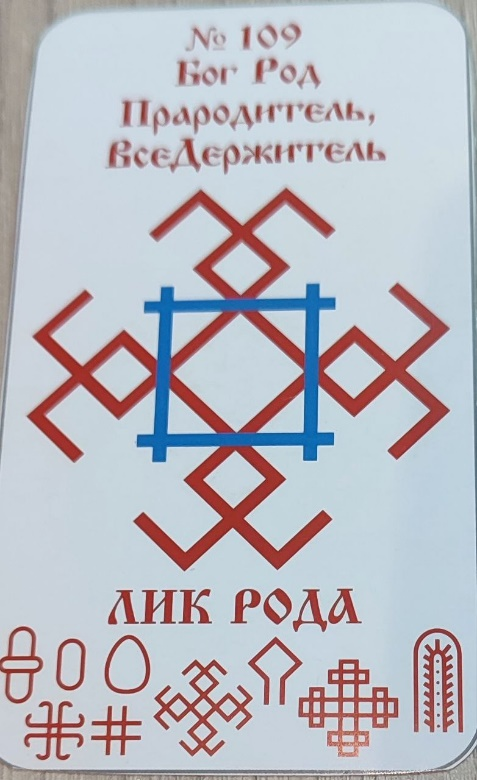 № 109
Бог Род
Прародитель,
ВсеДержитель
ЛИК РОДА